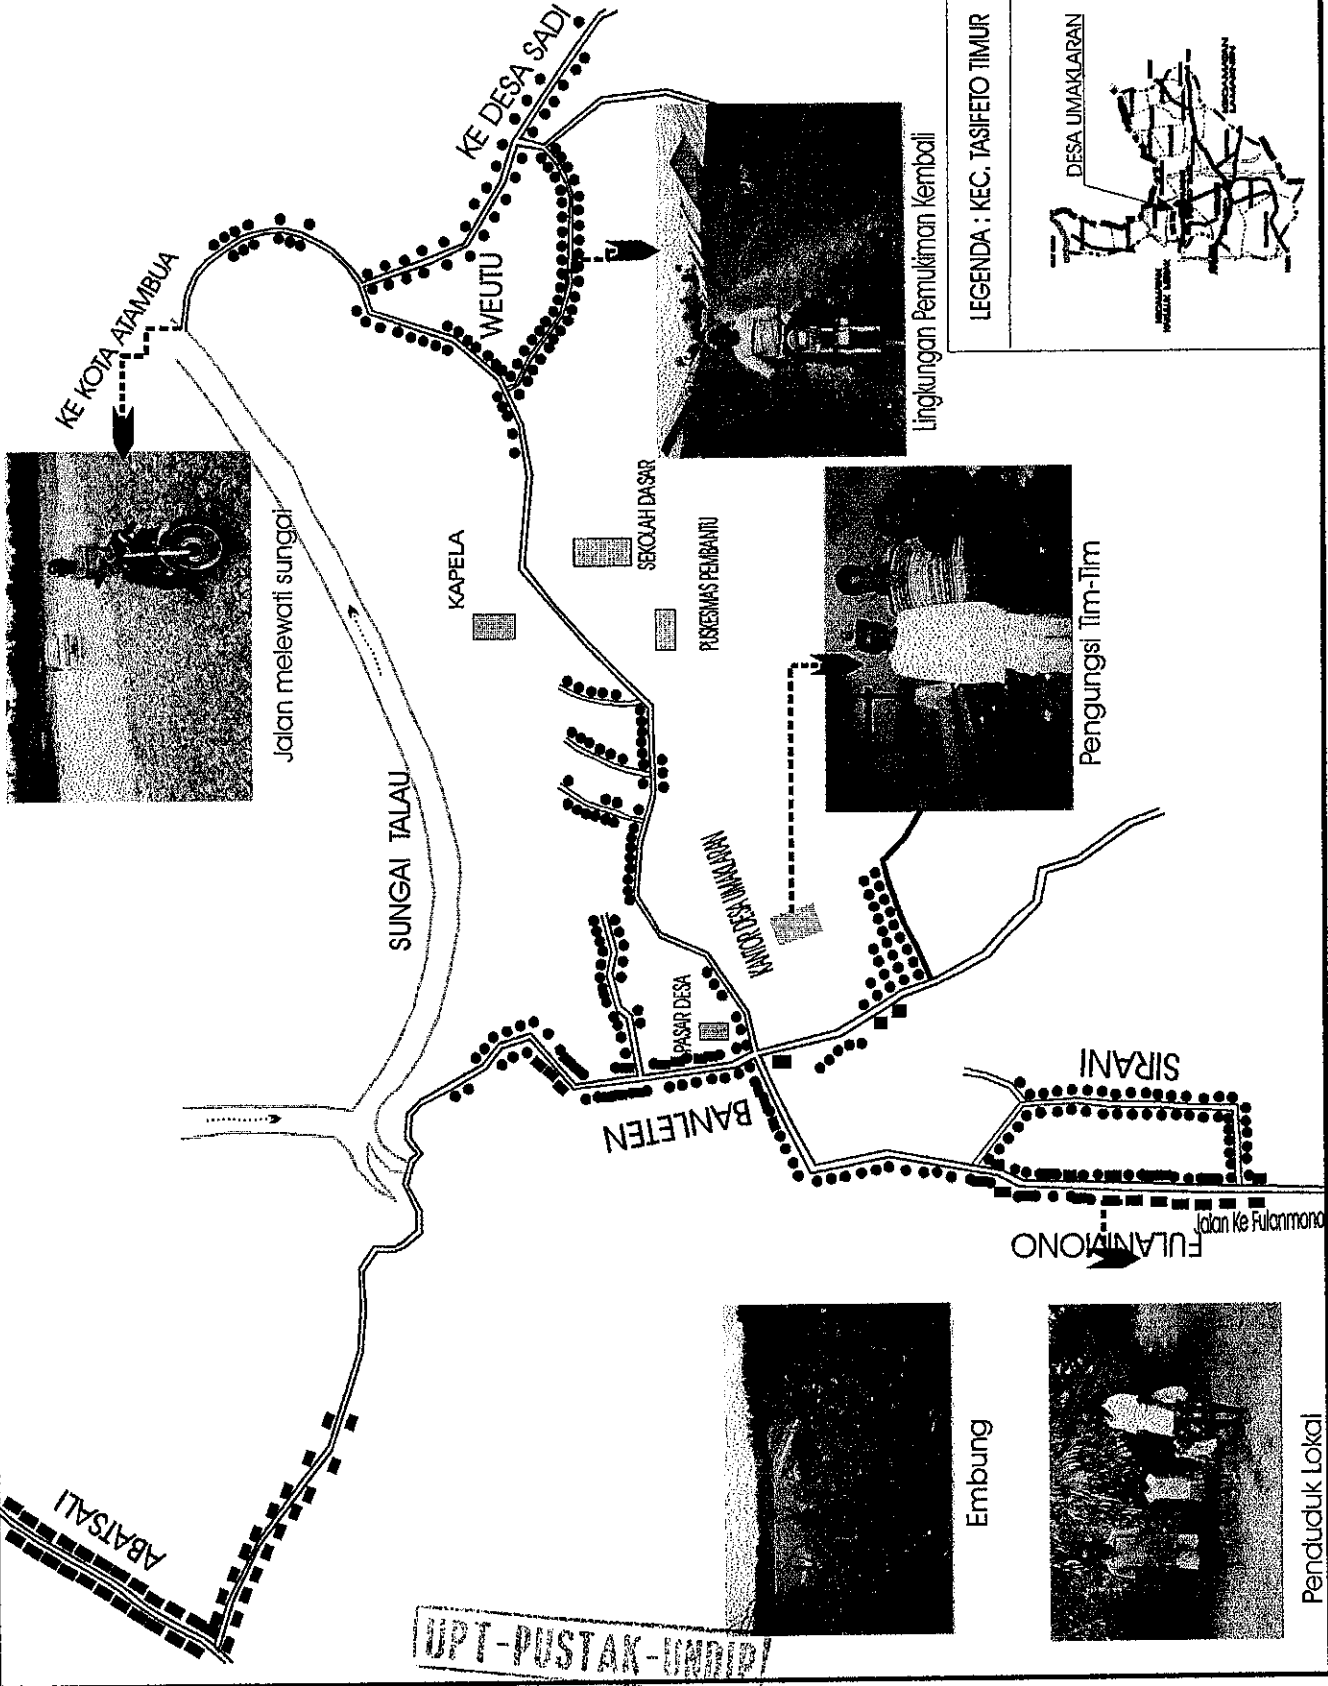 KE DESA SADI
KE KOTA ATAMBUA
WEUTU
Jalan melewati sungai
Lingkungan Pemukiman Kembali
LEGENDA : KEC. TASIFETO TIMUR
DESA UMAKLARAN
KAPELA
SEKOLAH DASAR
PUSKESMAS PEMBANTU
SUNGAI TALAU
Pengungsi Tim-Tim
KANTOR DESA UMAKLARAN
PASAR DESA
BANLETEN
SIRANI
FULANMONO
Jalan Ke Fulanmono
ABATSALI
Embung
Penduduk Lokal
UPT-PUSTAK-UNDIP